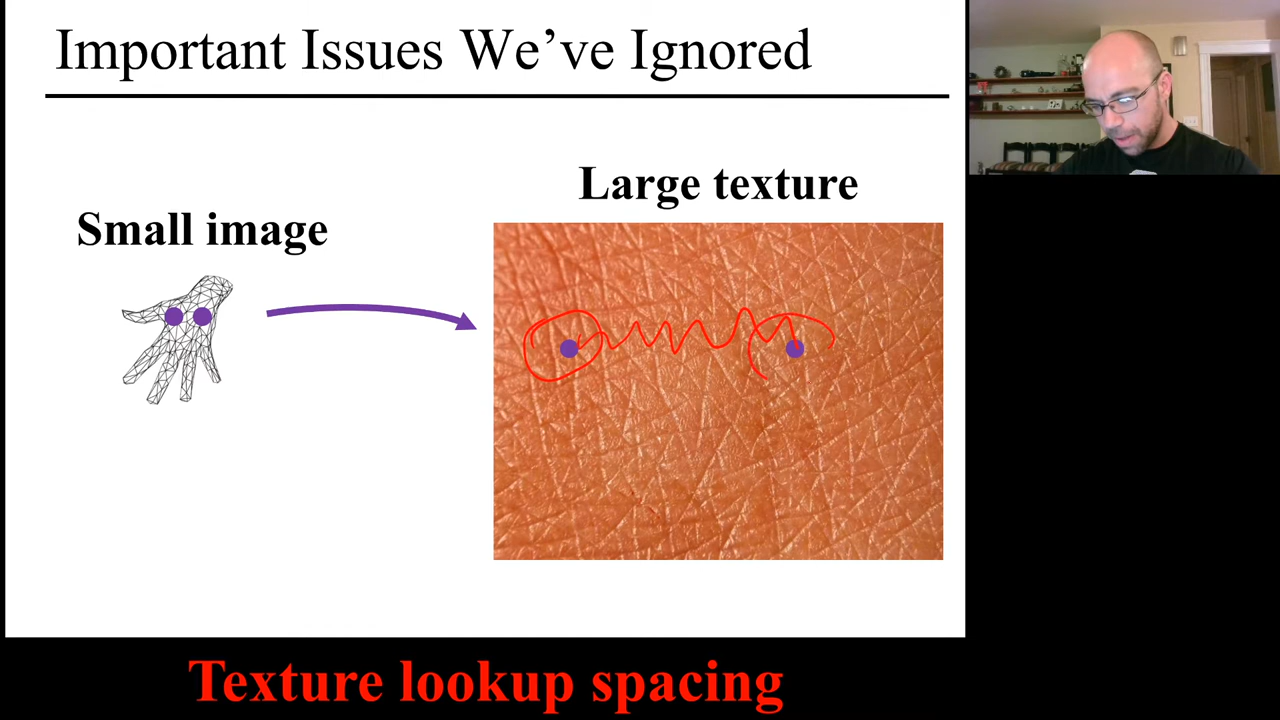 Important Issues We’ve Ignored
Large texture
Small image
Texture lookup spacing